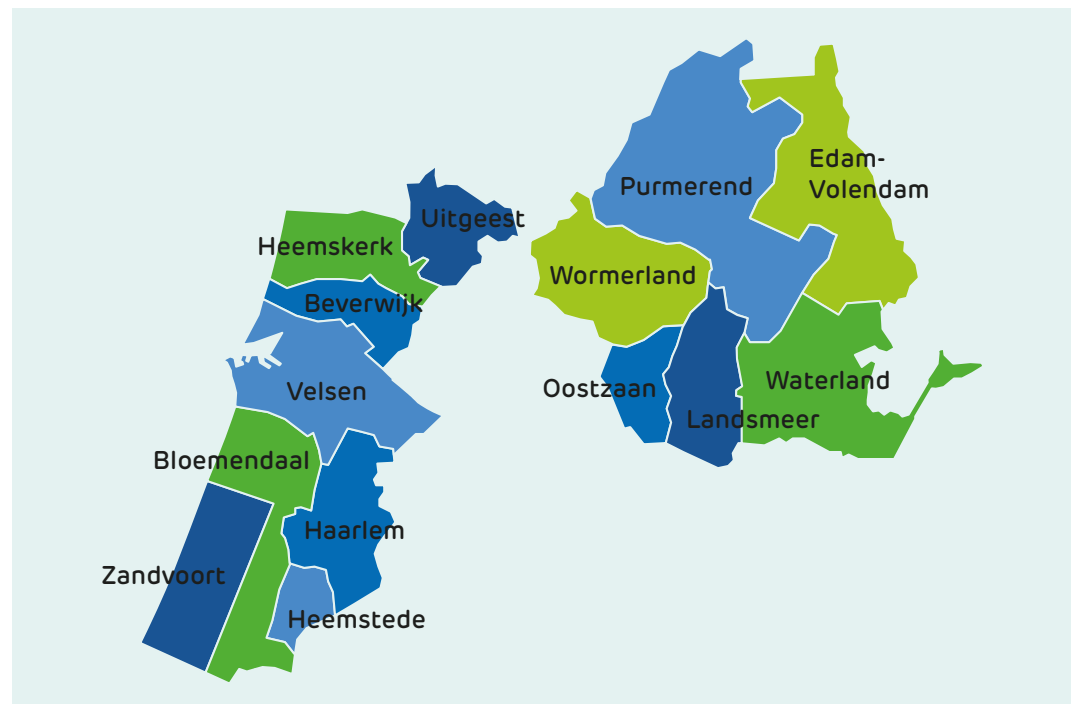 Edam-
Volendam
Purmerend
Uitgeest
Heemskerk
Wormerland
Beverwijk
Waterland
Oostzaan
Velsen
Landsmeer
Bloemendaal
Haarlem
Zandvoort
Heemstede